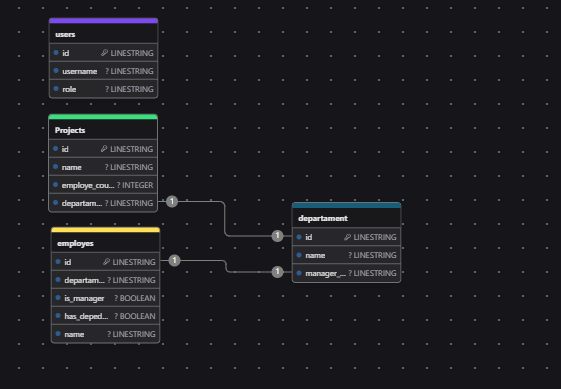 users
id LINESTRING
username ? LINESTRING
role ? LINESTRING
Projects
id LINESTRING
name ? LINESTRING
employe_cou... ? INTEGER
departam... ? LINESTRING
1
departament
id LINESTRING
name ? LINESTRING
manager_... ? LINESTRING
1
1
employes
id LINESTRING
departam... ? LINESTRING
is_manager ? BOOLEAN
has_deped... ? BOOLEAN
name ? LINESTRING
1